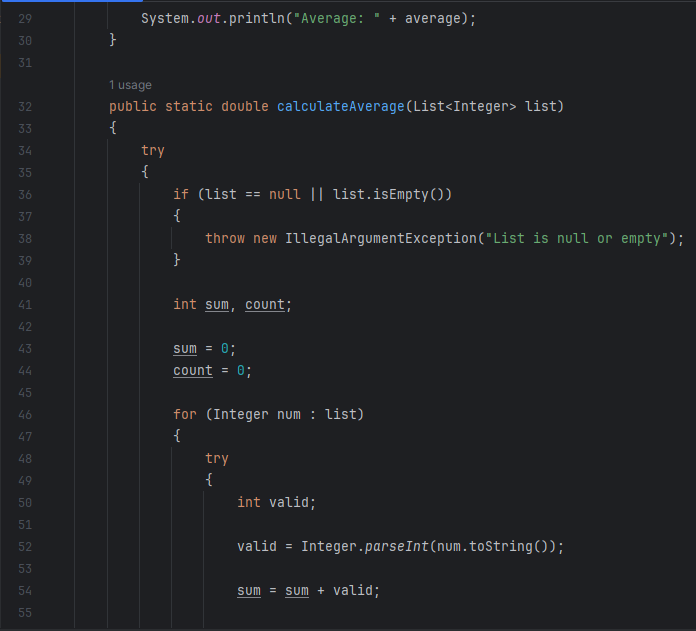 29 System.out.println("Average: " + average);
30 }
31
1 usage
32 public static double calculateAverage(List<Integer> list)
33 {
34 try
35 {
36 if (list == null || list.isEmpty())
37 {
38 throw new IllegalArgumentException("List is null or empty");
39 }
40
41 int sum, count;
42
43 sum = 0;
44 count = 0;
45
46 for (Integer num : list)
47 {
48 try
49 {
50 int valid;
51
52 valid = Integer.parseInt(num.toString());
53
54 sum = sum + valid;
55